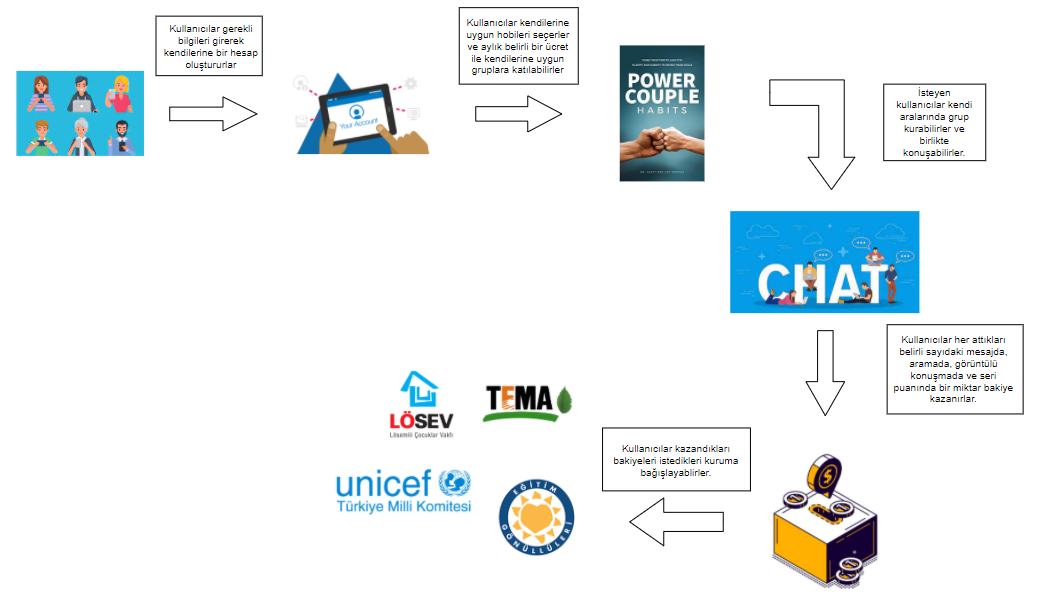 Kullanıcılar gerekli
bilgileri girerek
kendilerine bir hesap
oluştururlar
Kullanıcılar kendilerine
uygun hobileri seçerler
ve aylık belirli bir ücret
ile kendilerine uygun
gruplara katılabilirler
Your Account
POWER
COUPLE
HABITS
İsteyen
kullanıcılar kendi
aralarında grup
kurabilirler ve
birlikte
konuşabilirler.
CHAT
Kullanıcılar her attıkları
belirli sayıdaki mesajda,
aramada, görüntülü
konuşmada ve seri
puanında bir miktar bakiye
kazanırlar.
Kullanıcılar kazandıkları
bakiyeleri istedikleri kuruma
bağışlayablirler.
LÖSEV
Lösemili Çocuklar Vakfı
TEMA
unicef
Türkiye Milli Komitesi
EĞİTİM
GÖNÜLLÜLERİ